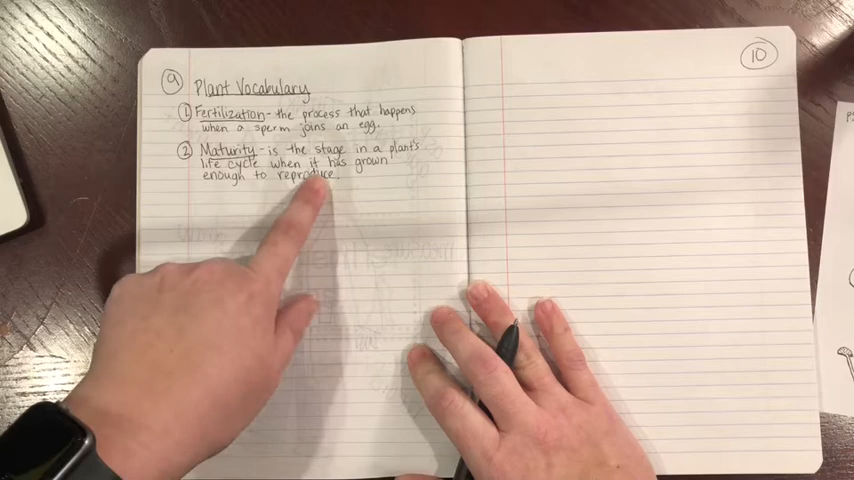 9 Plant Vocabulary
1 Fertilization - the process that happens
when a sperm joins an egg.
2 Maturity - is the stage in a plant's
life cycle when it has grown
enough to reproduce.
10